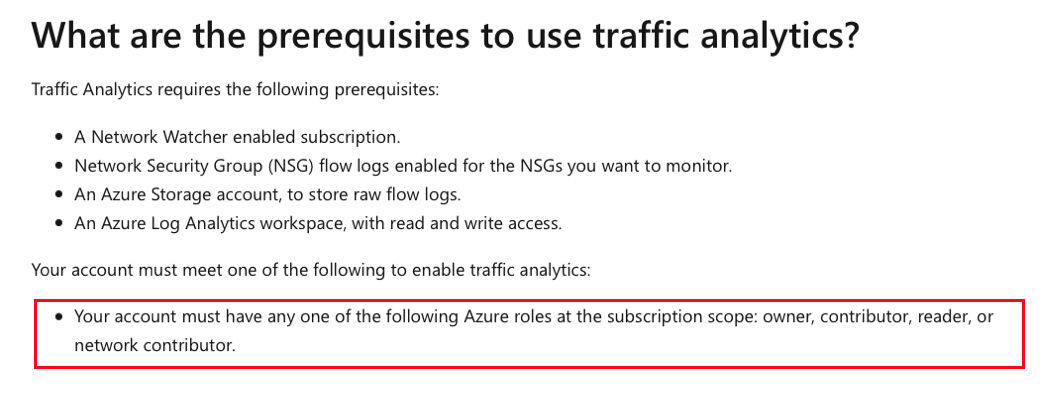 What are the prerequisites to use traffic analytics?
Traffic Analytics requires the following prerequisites:
• A Network Watcher enabled subscription.
• Network Security Group (NSG) flow logs enabled for the NSGs you want to monitor.
• An Azure Storage account, to store raw flow logs.
• An Azure Log Analytics workspace, with read and write access.
Your account must meet one of the following to enable traffic analytics:
• Your account must have any one of the following Azure roles at the subscription scope: owner, contributor, reader, or
network contributor.